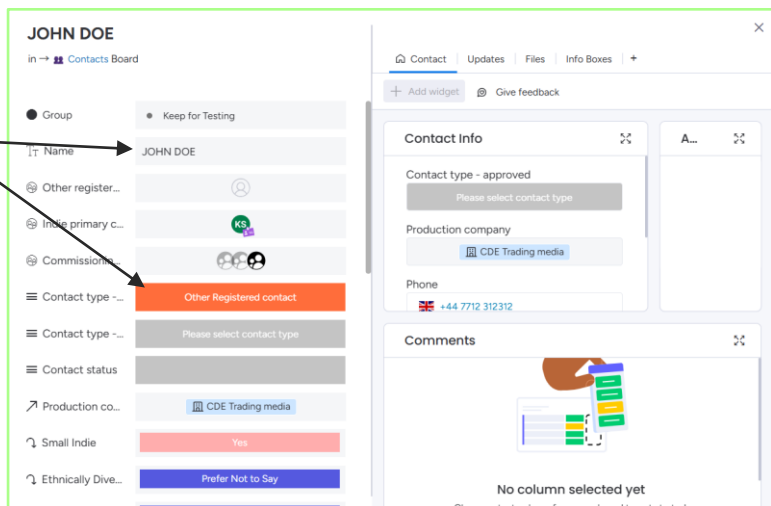 JOHN DOE
in → Contacts Board
Group
Keep for Testing
Name
JOHN DOE
Other register...
Indie primary c...
KS
Commissionin...
Contact type -...
Other Registered contact
Contact type -...
Please select contact type
Contact status
Production co...
CDE Trading media
Small Indie
Yes
Ethnically Dive...
Prefer Not to Say
Contact
Updates
Files
Info Boxes
+
+ Add widget
Give feedback
Contact Info
A...
Contact type - approved
Please select contact type
Production company
CDE Trading media
Phone
+44 7712 312312
Comments
No column selected yet